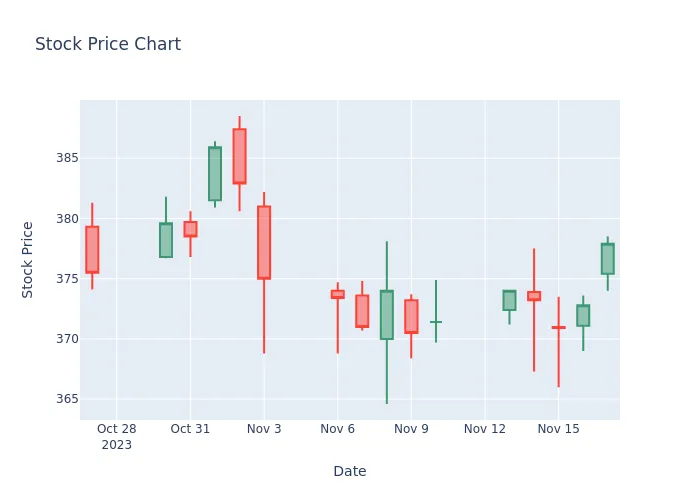 Stock Price Chart
385
380
375
370
365
Stock Price
Oct 28
2023
Oct 31
Nov 3
Nov 6
Nov 9
Nov 12
Nov 15
Date